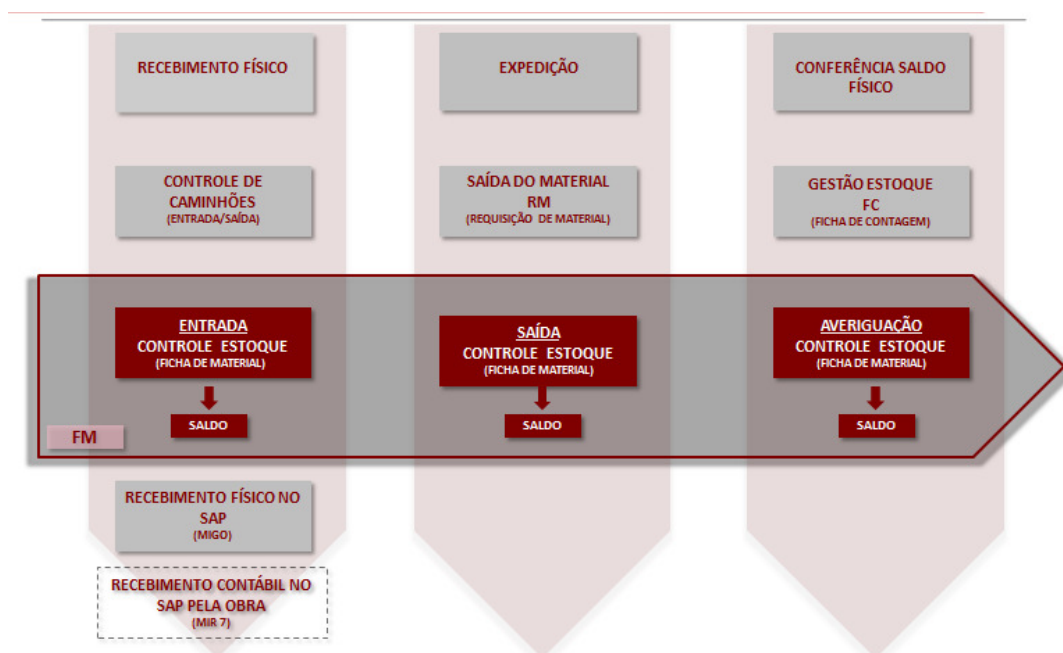 RECEBIMENTO FÍSICO
EXPEDIÇÃO
CONFERÊNCIA SALDO
FÍSICO
CONTROLE DE
CAMINHÕES
(ENTRADA/SAÍDA)
SAÍDA DO MATERIAL
RM
(REQUISIÇÃO DE MATERIAL)
GESTÃO ESTOQUE
FC
(FICHA DE CONTAGEM)
ENTRADA
CONTROLE ESTOQUE
(FICHA DE MATERIAL)
SALDO
SAÍDA
CONTROLE ESTOQUE
(FICHA DE MATERIAL)
SALDO
AVERIGUAÇÃO
CONTROLE ESTOQUE
(FICHA DE MATERIAL)
SALDO
FM
RECEBIMENTO FÍSICO NO
SAP
(MIGO)
RECEBIMENTO CONTÁBIL NO
SAP PELA OBRA
(MIR 7)